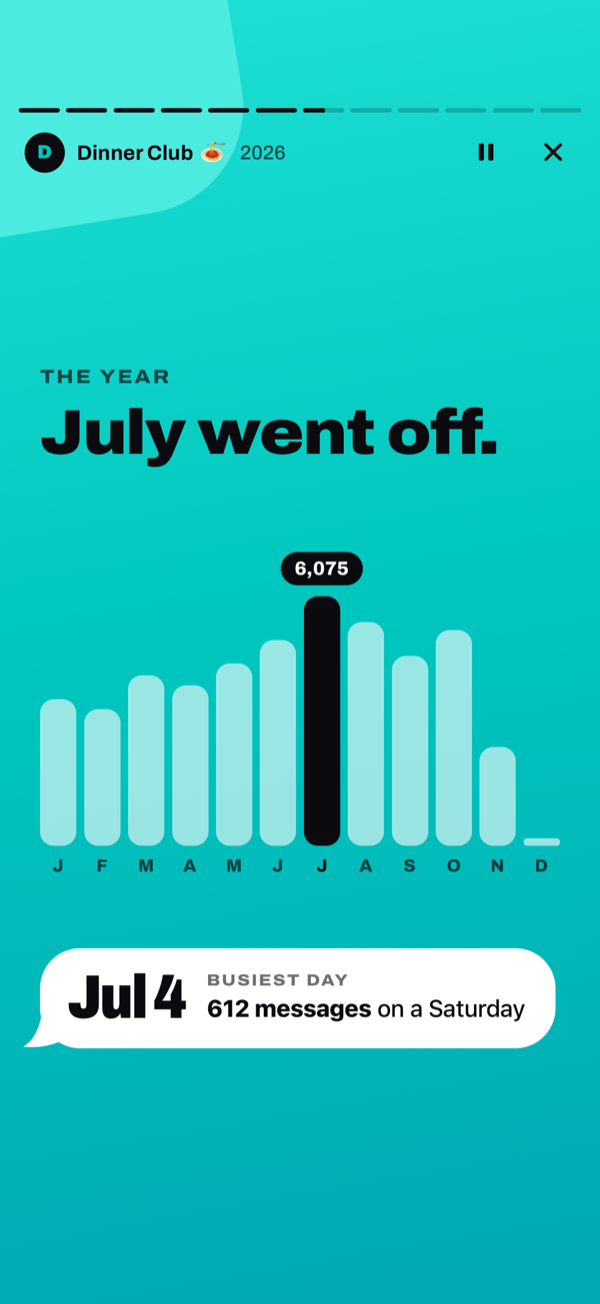 D Dinner Club 🍝 2026
THE YEAR
July went off.
6,075
J F M A M J J A S O N D
Jul 4
BUSIEST DAY
612 messages on a Saturday